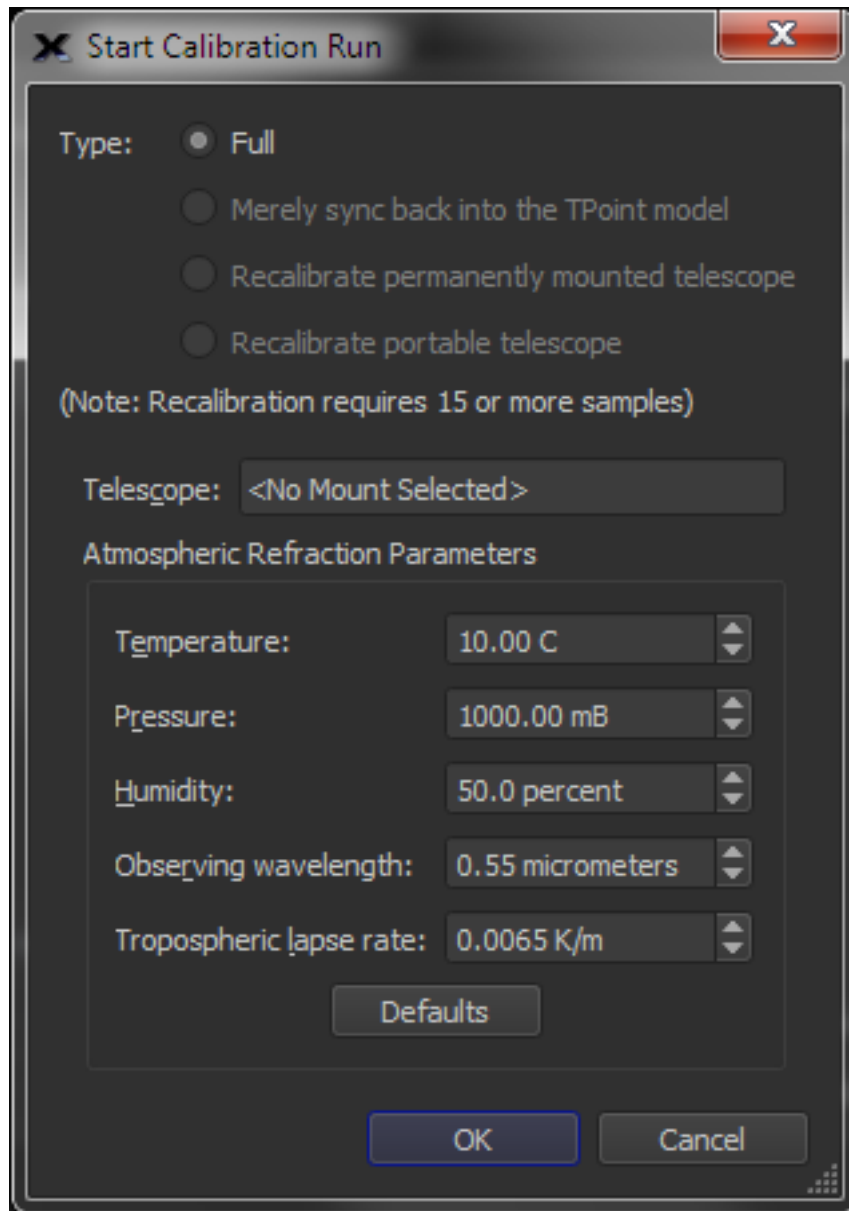 Start Calibration Run
Type: Full
Merely sync back into the TPoint model
Recalibrate permanently mounted telescope
Recalibrate portable telescope
(Note: Recalibration requires 15 or more samples)
Telescope: <No Mount Selected>
Atmospheric Refraction Parameters
Temperature: 10.00 C
Pressure: 1000.00 mB
Humidity: 50.0 percent
Observing wavelength: 0.55 micrometers
Tropospheric lapse rate: 0.0065 K/m
Defaults
OK Cancel